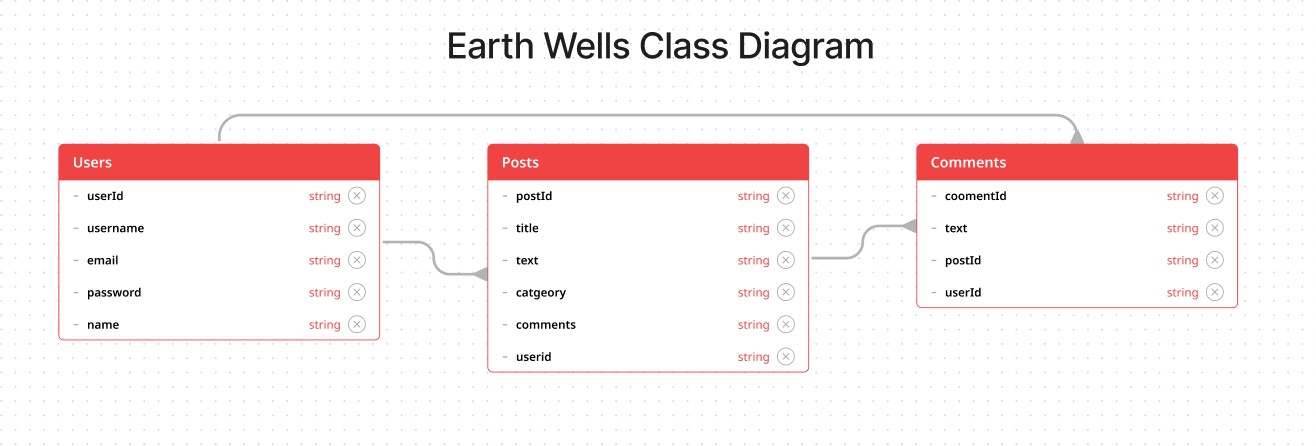 Earth Wells Class Diagram
Users
- userId string
- username string
- email string
- password string
- name string
Posts
- postId string
- title string
- text string
- catgeory string
- comments string
- userid string
Comments
- coomentId string
- text string
- postId string
- userId string